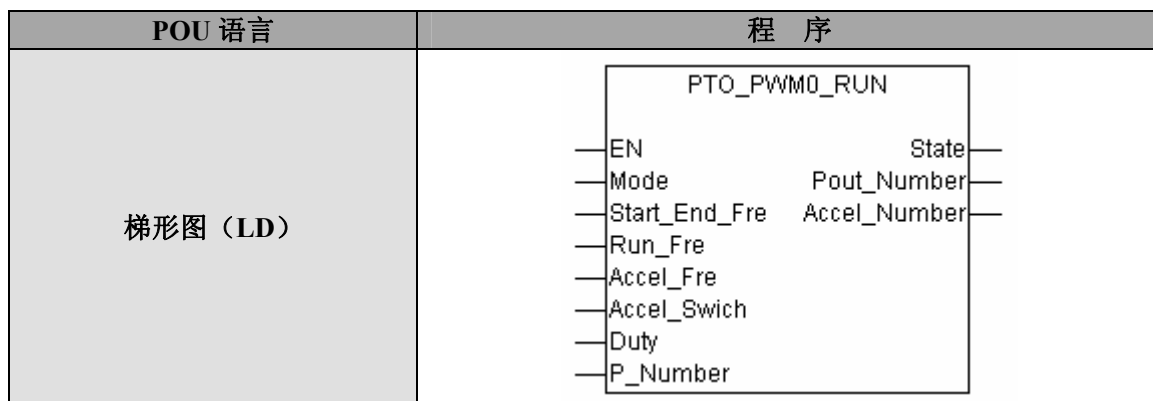 POU 语言 程 序
梯形图（LD）
PTO_PWM0_RUN
EN State
Mode Pout_Number
Start_End_Fre Accel_Number
Run_Fre
Accel_Fre
Accel_Swich
Duty
P_Number